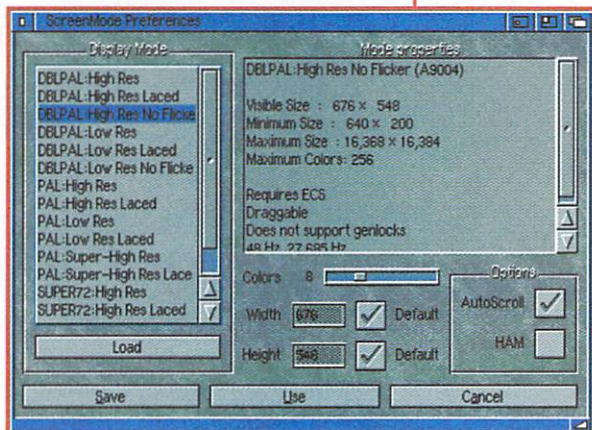 ScreenMode Preferences
Display Mode
DBLPAL:High Res
DBLPAL:High Res Laced
DBLPAL:High Res No Flicke
DBLPAL:Low Res
DBLPAL:Low Res Laced
DBLPAL:Low Res No Flicke
PAL:High Res
PAL:High Res Laced
PAL:Low Res
PAL:Low Res Laced
PAL:Super-High Res
PAL:Super-High Res Lace
SUPER72:High Res
SUPER72:High Res Laced
Load
Mode properties
DBLPAL:High Res No Flicker (A9004)
Visible Size : 676 × 548
Minimum Size : 640 × 200
Maximum Size : 16,368 × 16,384
Maximum Colors: 256
Requires ECS
Draggable
Does not support genlocks
48 Hz, 27.695 Hz
Colors 8
Width 676 Default
Height 548 Default
Options
AutoScroll
HAM
Save
Use
Cancel